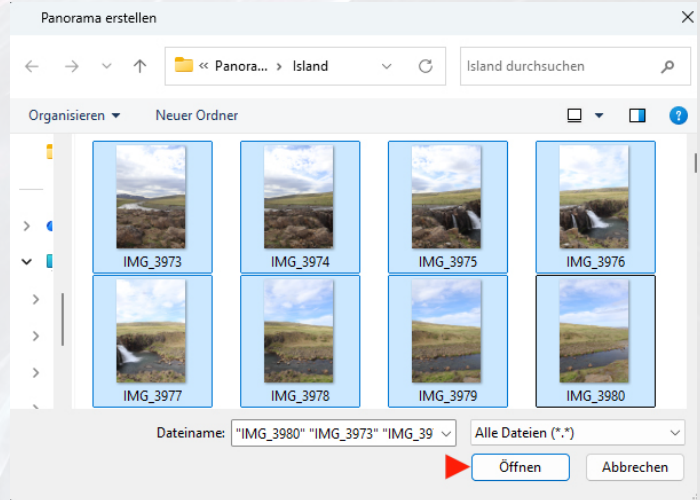 Panorama erstellen
« Panora... › Island
Island durchsuchen
Organisieren
Neuer Ordner
?
IMG_3973
IMG_3974
IMG_3975
IMG_3976
IMG_3977
IMG_3978
IMG_3979
IMG_3980
Dateiname:
"IMG_3980" "IMG_3973" "IMG_39
Alle Dateien (*.*)
Öffnen
Abbrechen